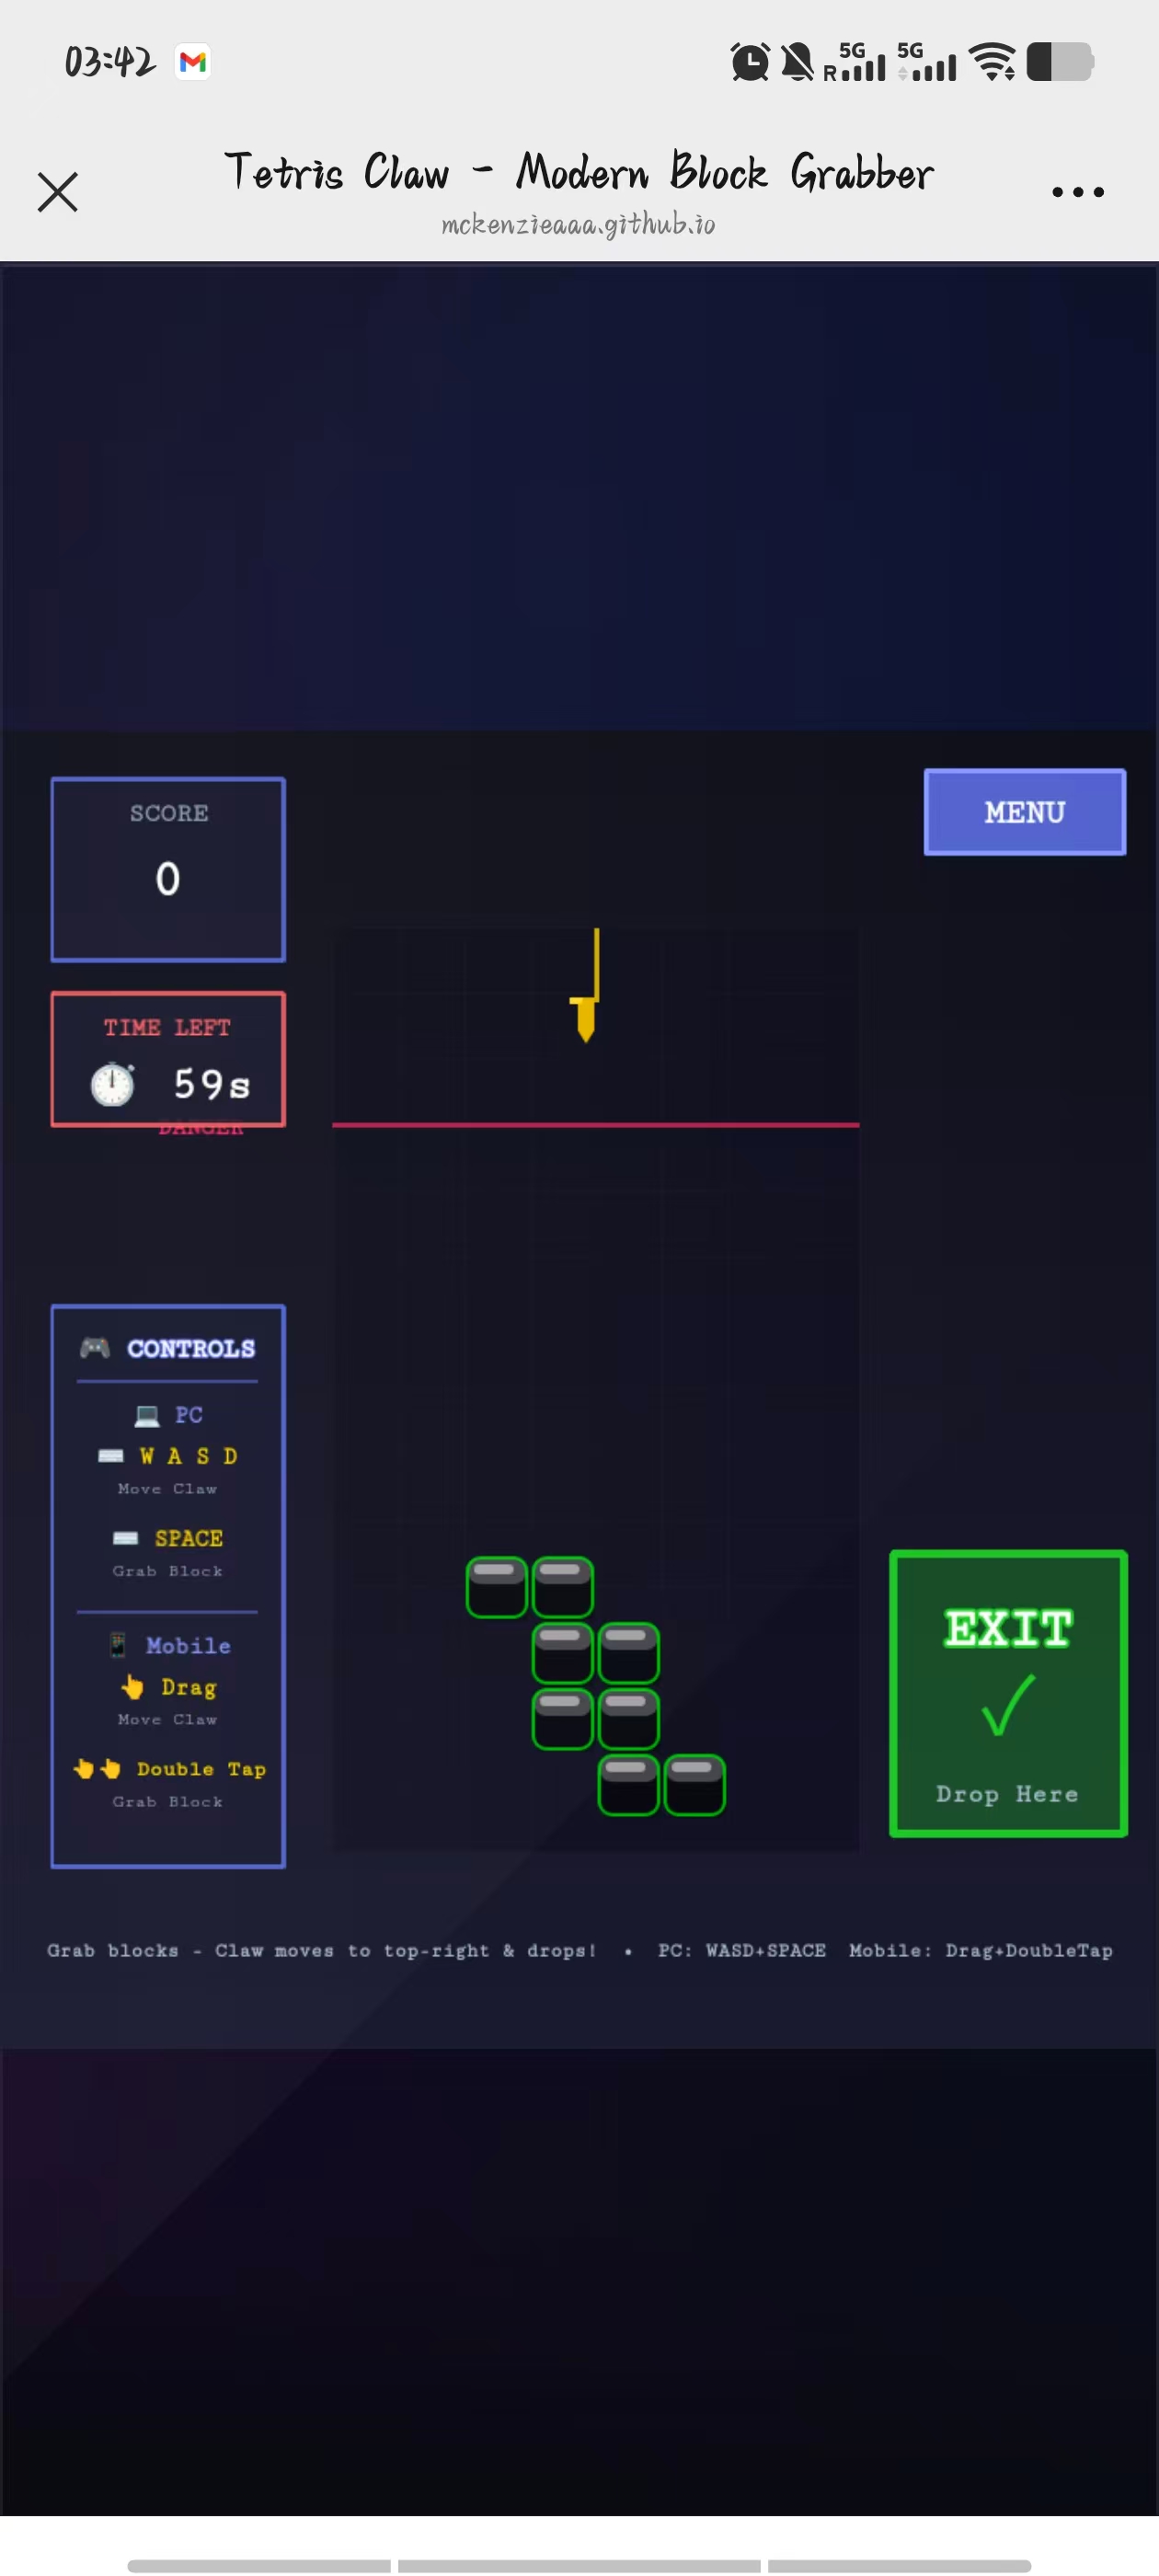 03:42
R 5G 5G
Tetris Claw - Modern Block Grabber
mckenzieaaa.github.io
SCORE
0
MENU
TIME LEFT
59s
DANGER
CONTROLS
PC
W A S D
Move Claw
SPACE
Grab Block
Mobile
Drag
Move Claw
Double Tap
Grab Block
EXIT
Drop Here
Grab blocks - Claw moves to top-right & drops! • PC: WASD+SPACE Mobile: Drag+DoubleTap